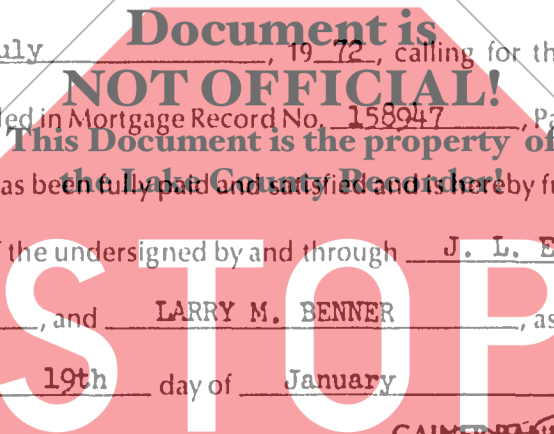 Document is
uly, 19 72, calling for th
NOT OFFICIAL!
ded in Mortgage Record No. 158947, Pa
This Document is the property of
as been fully paid and satisfied and is hereby fu
the Lake County Recorder!
the undersigned by and through J. L. E
, and LARRY M. BENNER, as
STOP
19th day of January